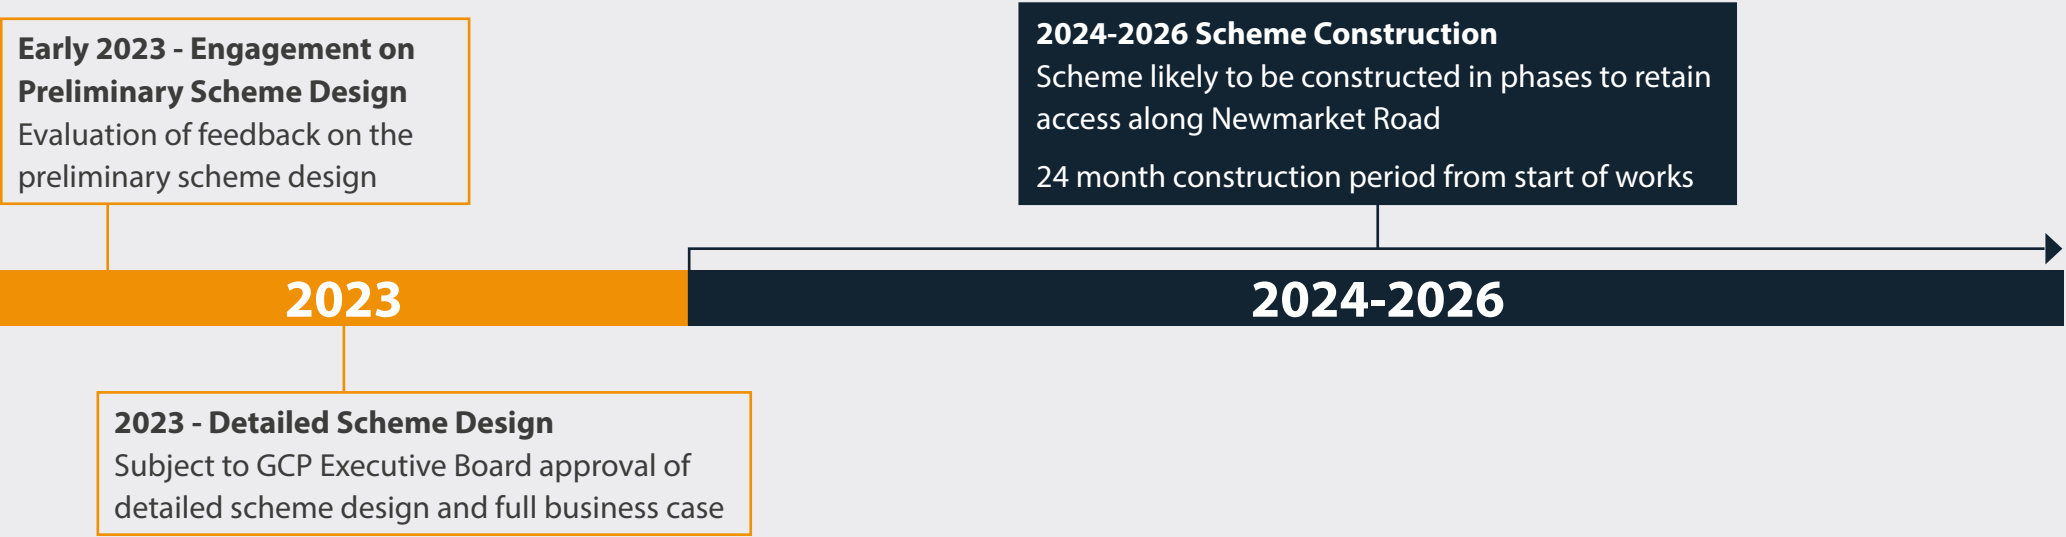 Early 2023 - Engagement on
Preliminary Scheme Design
Evaluation of feedback on the
preliminary scheme design
2024-2026 Scheme Construction
Scheme likely to be constructed in phases to retain
access along Newmarket Road
24 month construction period from start of works
2023
2024-2026
2023 - Detailed Scheme Design
Subject to GCP Executive Board approval of
detailed scheme design and full business case